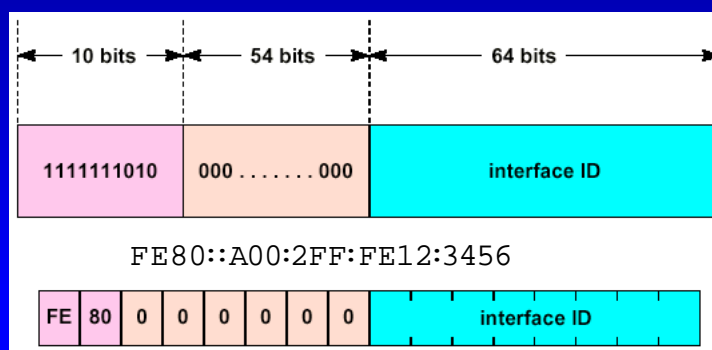 10 bits 54 bits 64 bits
1111111010 000.......000 interface ID
FE80::A00:2FF:FE12:3456
FE 80 0 0 0 0 0 0 interface ID